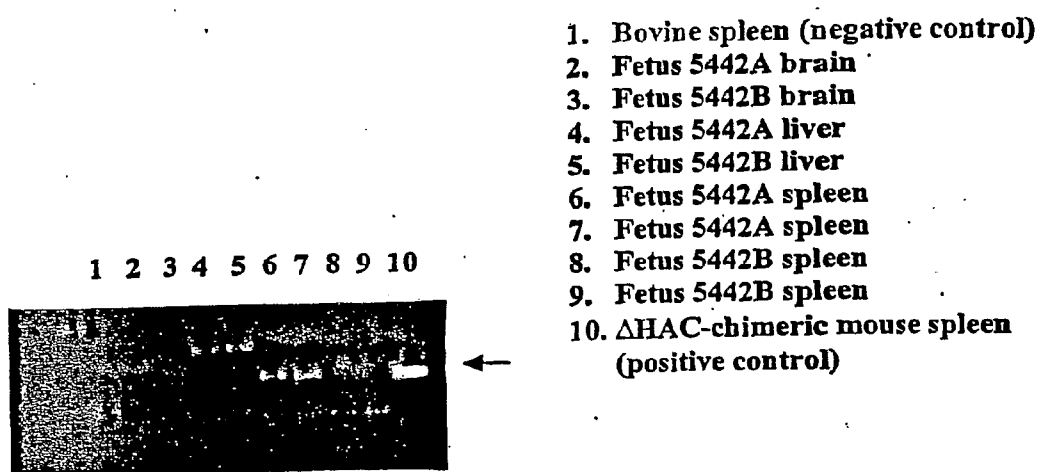 1. Bovine spleen (negative control)
2. Fetus 5442A brain
3. Fetus 5442B brain
4. Fetus 5442A liver
5. Fetus 5442B liver
6. Fetus 5442A spleen
7. Fetus 5442A spleen
8. Fetus 5442B spleen
9. Fetus 5442B spleen
10. ΔHAC-chimeric mouse spleen
(positive control)
1 2 3 4 5 6 7 8 9 10